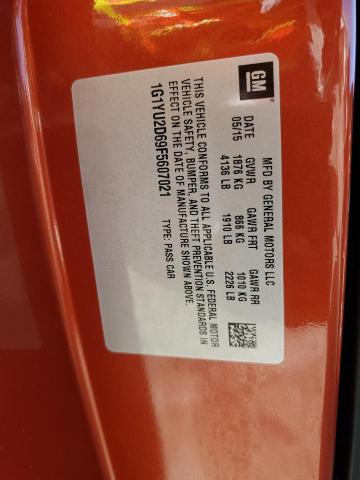 GM
MFD BY GENERAL MOTORS LLC
DATE GVWR GAWR FRT GAWR RR
05/15 1876 KG 866 KG 1010 KG
4136 LB 1910 LB 2226 LB
THIS VEHICLE CONFORMS TO ALL APPLICABLE U.S. FEDERAL MOTOR
VEHICLE SAFETY, BUMPER, AND THEFT PREVENTION STANDARDS IN
EFFECT ON THE DATE OF MANUFACTURE SHOWN ABOVE.
1G1YU2D69F5607021 TYPE: PASS CAR